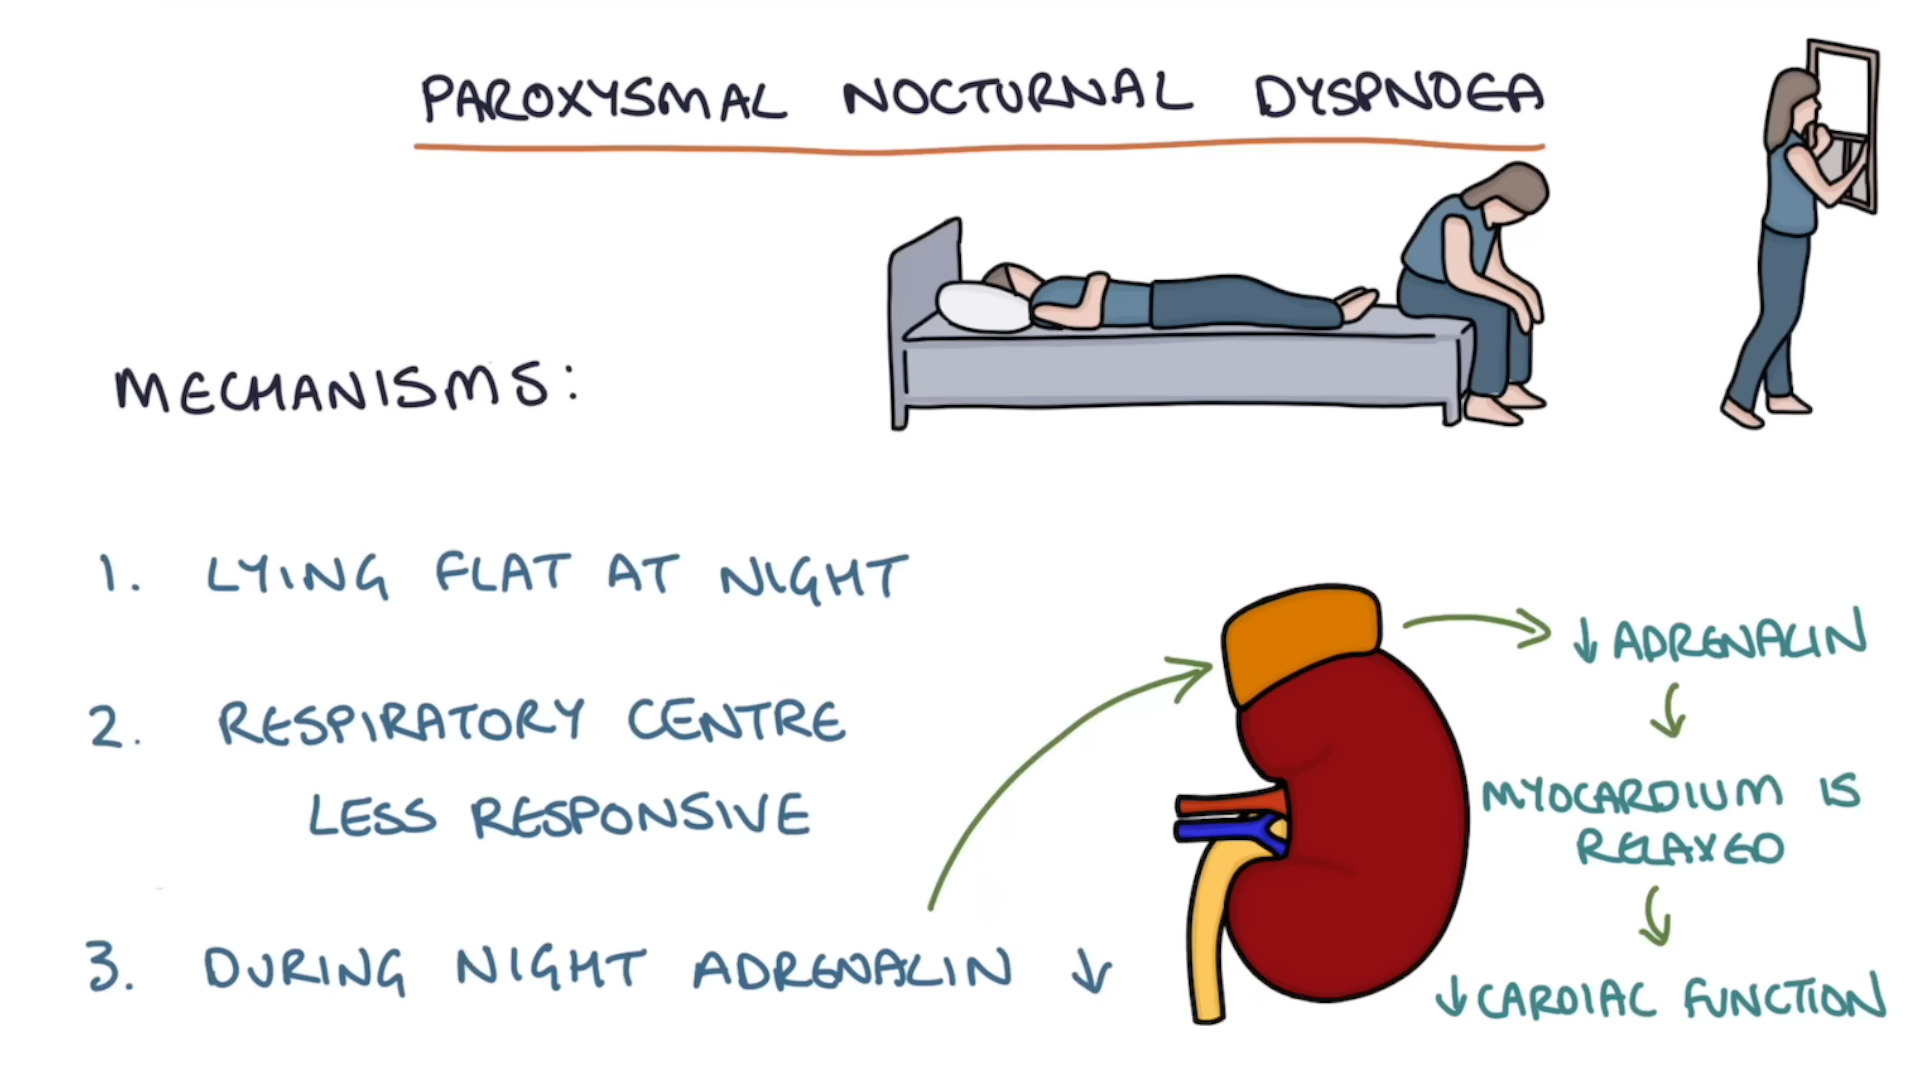 PAROXYSMAL NOCTURNAL DYSPNOEA
MECHANISMS:
1. LYING FLAT AT NIGHT
2. RESPIRATORY CENTRE
LESS RESPONSIVE
3. DURING NIGHT ADRENALIN ↓
↓ ADRENALIN
↓
MYOCARDIUM IS
RELAXED
↓
↓ CARDIAC FUNCTION